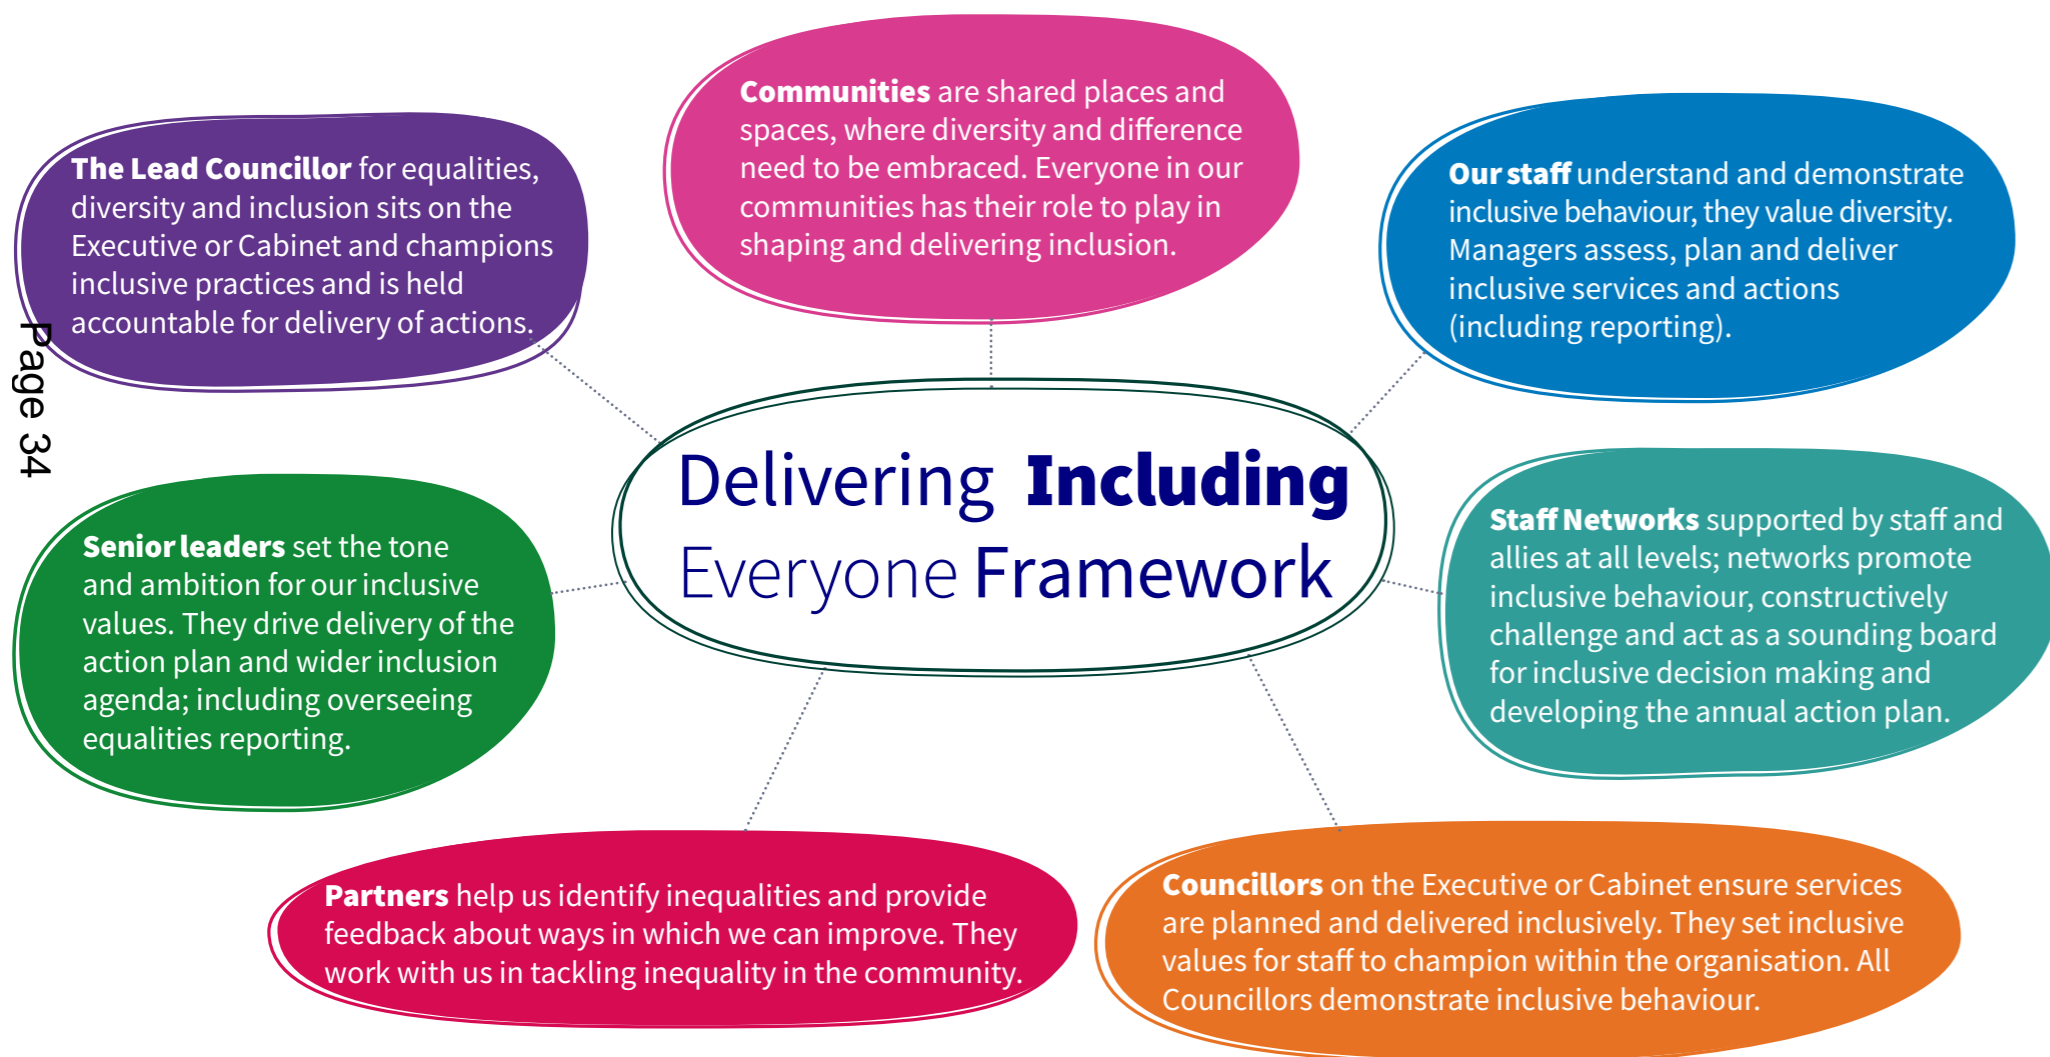 Communities are shared places and
spaces, where diversity and difference
need to be embraced. Everyone in our
communities has their role to play in
shaping and delivering inclusion.
The Lead Councillor for equalities,
diversity and inclusion sits on the
Executive or Cabinet and champions
inclusive practices and is held
accountable for delivery of actions.
Our staff understand and demonstrate
inclusive behaviour, they value diversity.
Managers assess, plan and deliver
inclusive services and actions
(including reporting).
Page 34
Delivering Including
Everyone Framework
Senior leaders set the tone
and ambition for our inclusive
values. They drive delivery of the
action plan and wider inclusion
agenda; including overseeing
equalities reporting.
Staff Networks supported by staff and
allies at all levels; networks promote
inclusive behaviour, constructively
challenge and act as a sounding board
for inclusive decision making and
developing the annual action plan.
Partners help us identify inequalities and provide
feedback about ways in which we can improve. They
work with us in tackling inequality in the community.
Councillors on the Executive or Cabinet ensure services
are planned and delivered inclusively. They set inclusive
values for staff to champion within the organisation. All
Councillors demonstrate inclusive behaviour.